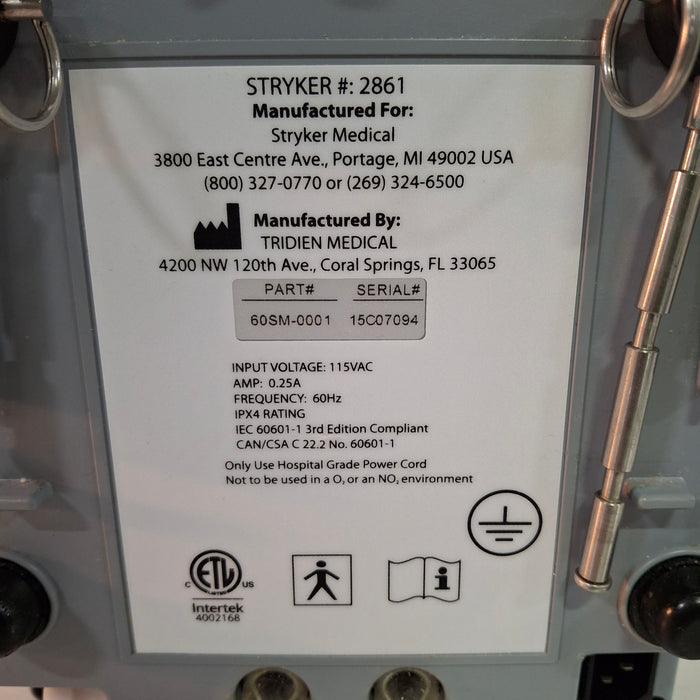 STRYKER #: 2861
Manufactured For:
Stryker Medical
3800 East Centre Ave., Portage, MI 49002 USA
(800) 327-0770 or (269) 324-6500
Manufactured By:
TRIDIEN MEDICAL
4200 NW 120th Ave., Coral Springs, FL 33065
PART# SERIAL#
60SM-0001 15C07094
INPUT VOLTAGE: 115VAC
AMP: 0.25A
FREQUENCY: 60Hz
IPX4 RATING
IEC 60601-1 3rd Edition Compliant
CAN/CSA C 22.2 No. 60601-1
Only Use Hospital Grade Power Cord
Not to be used in a O₂ or an NO₂ environment
C ETL US
LISTED
Intertek
4002168
i